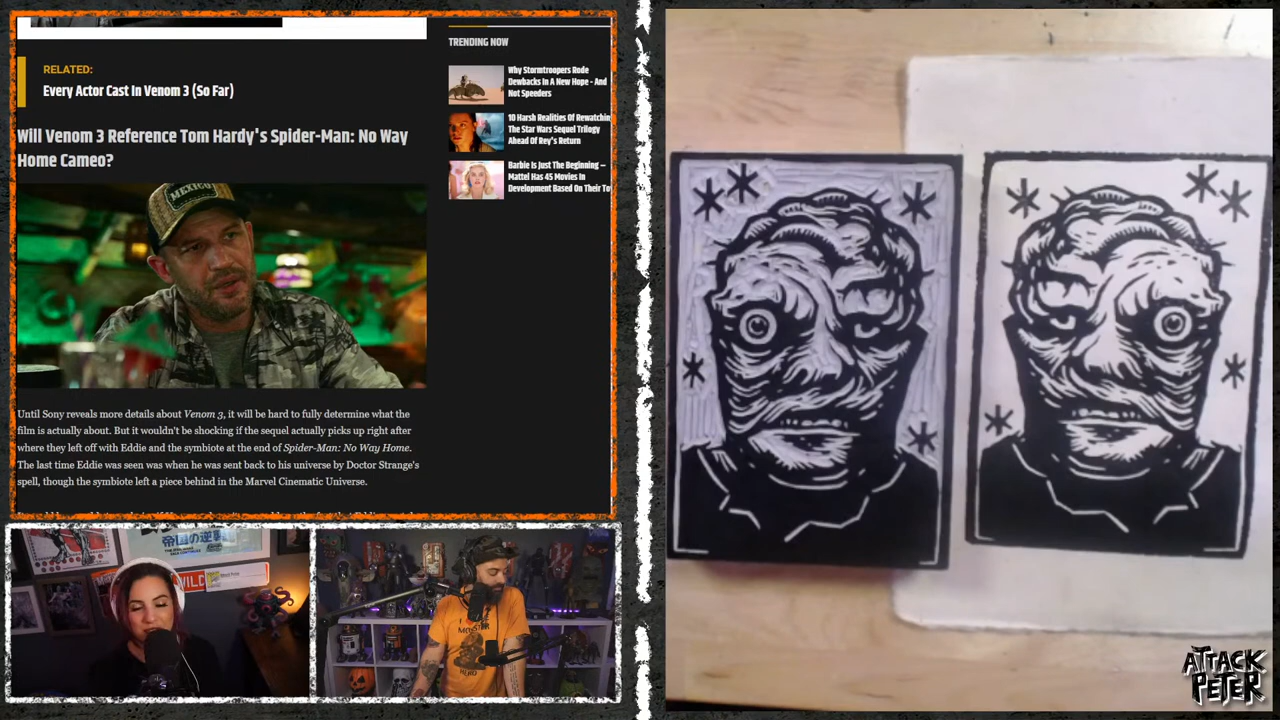 RELATED:
Every Actor Cast In Venom 3 (So Far)
Will Venom 3 Reference Tom Hardy's Spider-Man: No Way
Home Cameo?
MEXICO
Until Sony reveals more details about Venom 3, it will be hard to fully determine what the
film is actually about. But it wouldn't be shocking if the sequel actually picks up right after
where they left off with Eddie and the symbiote at the end of Spider-Man: No Way Home.
The last time Eddie was seen was when he was sent back to his universe by Doctor Strange's
spell, though the symbiote left a piece behind in the Marvel Cinematic Universe.
TRENDING NOW
Why Stormtroopers Rode
Dewbacks In A New Hope - And
Not Speeders
10 Harsh Realities Of Rewatchin
The Star Wars Sequel Trilogy
Ahead Of Rey's Return
Barbie Is Just The Beginning –
Mattel Has 45 Movies In
Development Based On Their To
帝国の逆襲
WILD
ATTACK
PETER